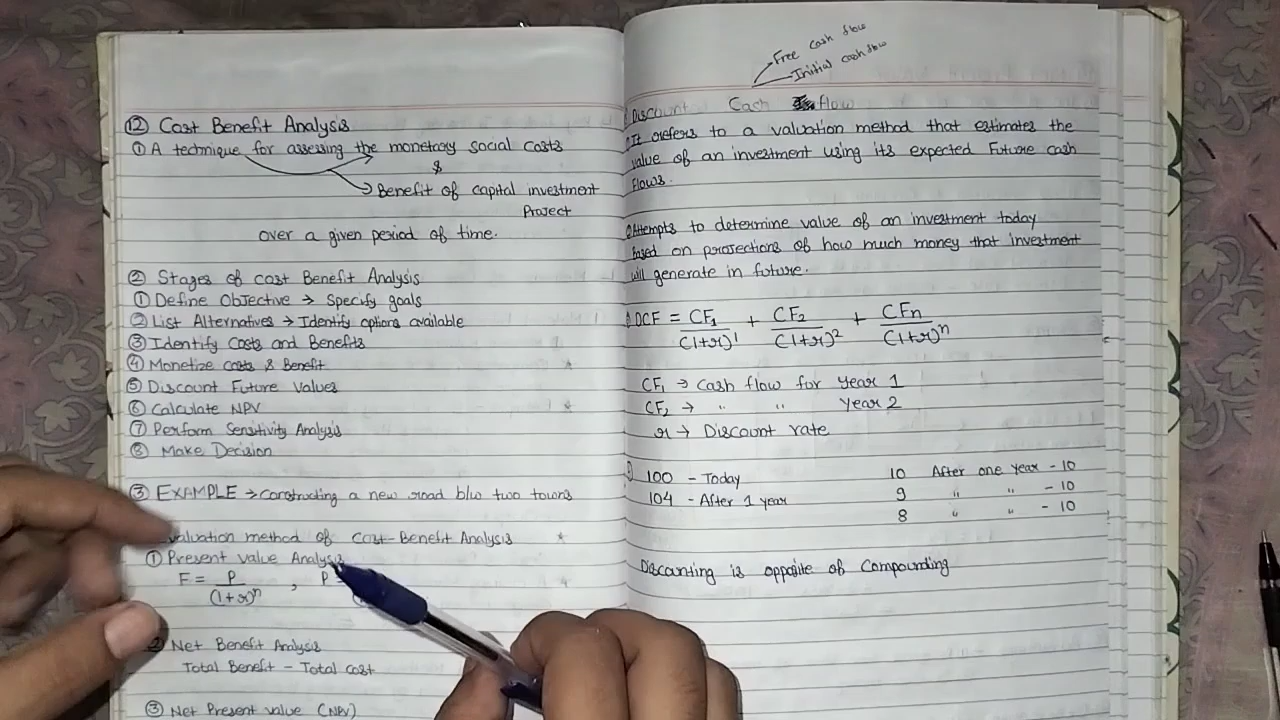 ⑫ Cost Benefit Analysis
① A technique for assessing the monetary social costs
&
→ Benefit of capital investment
Project
over a given period of time.
② Stages of cost Benefit Analysis
① Define Objective → Specify goals
② List Alternatives → Identify options available
③ Identify Costs and Benefits
④ Monetize costs & Benefit
⑤ Discount Future Values
⑥ Calculate NPV
⑦ Perform Sensitivity Analysis
⑧ Make Decision
③ EXAMPLE → Constructing a new road b/w two towns
valuation method of Cost-Benefit Analysis
① Present value Analysis
F = P / (1+r)^n , P =
② Net Benefit Analysis
Total Benefit - Total cost
③ Net Present value (NPV)
Free cash flow
Initial cash flow
Discount Cash flow
It refers to a valuation method that estimates the
value of an investment using its expected Future cash
Flows.
Attempts to determine value of an investment today
Based on projections of how much money that investment
will generate in future.
DCF = CF₁ / (1+r)^1 + CF₂ / (1+r)^2 + CFn / (1+r)^n
CF₁ → Cash flow for Year 1
CF₂ → " " Year 2
r → Discount rate
100 - Today 10 After one year - 10
104 - After 1 year 9 " " - 10
8 " " - 10
Discounting is opposite of Compounding